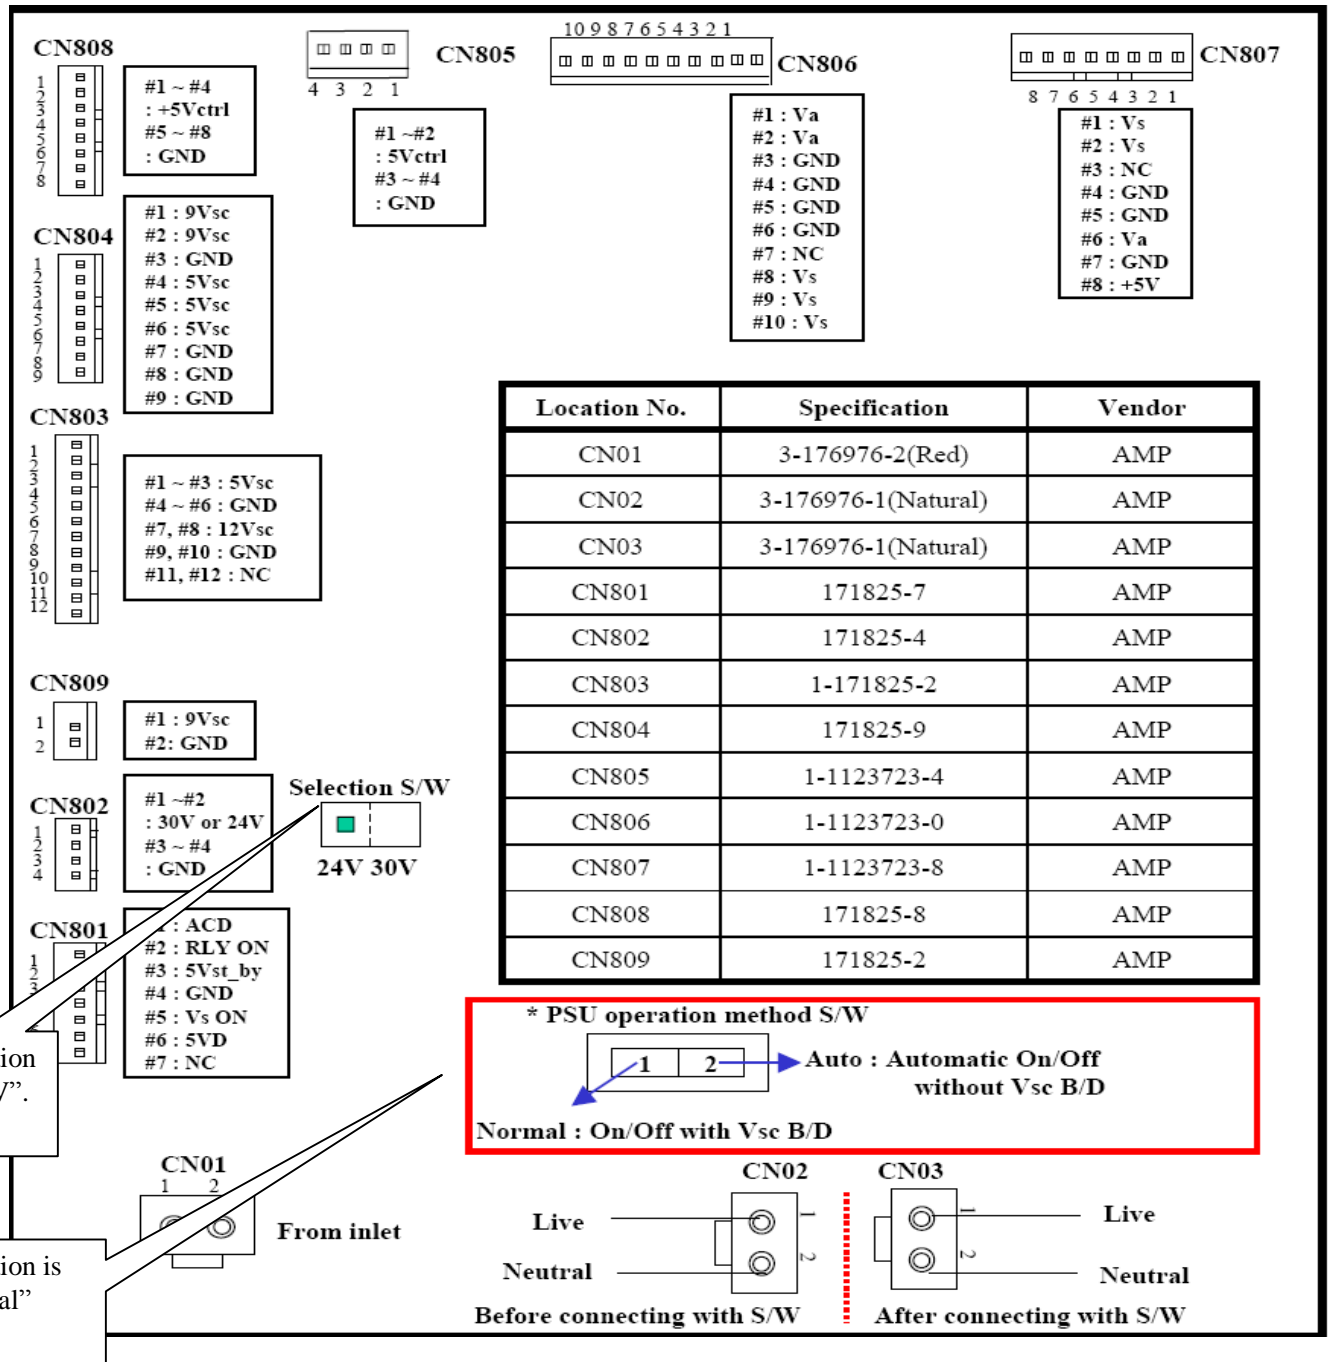 CN808
1
2
3
4
5
6
7
8
#1 ~ #4
: +5Vctrl
#5 ~ #8
: GND
CN805
4 3 2 1
#1 ~#2
: 5Vctrl
#3 ~ #4
: GND
10 9 8 7 6 5 4 3 2 1
CN806
#1 : Va
#2 : Va
#3 : GND
#4 : GND
#5 : GND
#6 : GND
#7 : NC
#8 : Vs
#9 : Vs
#10 : Vs
CN807
8 7 6 5 4 3 2 1
#1 : Vs
#2 : Vs
#3 : NC
#4 : GND
#5 : GND
#6 : Va
#7 : GND
#8 : +5V
CN804
1
2
3
4
5
6
7
8
9
#1 : 9Vsc
#2 : 9Vsc
#3 : GND
#4 : 5Vsc
#5 : 5Vsc
#6 : 5Vsc
#7 : GND
#8 : GND
#9 : GND
CN803
1
2
3
4
5
6
7
8
9
10
11
12
#1 ~ #3 : 5Vsc
#4 ~ #6 : GND
#7, #8 : 12Vsc
#9, #10 : GND
#11, #12 : NC
Location No. Specification Vendor
CN01 3-176976-2(Red) AMP
CN02 3-176976-1(Natural) AMP
CN03 3-176976-1(Natural) AMP
CN801 171825-7 AMP
CN802 171825-4 AMP
CN803 1-171825-2 AMP
CN804 171825-9 AMP
CN805 1-1123723-4 AMP
CN806 1-1123723-0 AMP
CN807 1-1123723-8 AMP
CN808 171825-8 AMP
CN809 171825-2 AMP
CN809
1
2
#1 : 9Vsc
#2: GND
CN802
1
2
3
4
#1 ~#2
: 30V or 24V
#3 ~ #4
: GND
Selection S/W
24V 30V
CN801
1
2
: ACD
#2 : RLY ON
#3 : 5Vst_by
#4 : GND
#5 : Vs ON
#6 : 5VD
#7 : NC
tion
V”.
* PSU operation method S/W
1 2
Auto : Automatic On/Off
without Vsc B/D
Normal : On/Off with Vsc B/D
CN01
1 2
From inlet
tion is
al”
CN02
Live
1
Neutral
2
Before connecting with S/W
CN03
1
Live
2
Neutral
After connecting with S/W